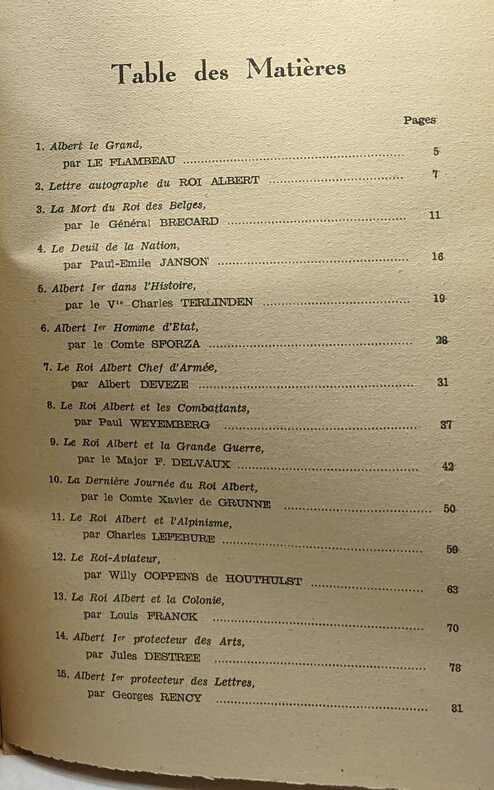 Table des Matières
Pages
1. Albert le Grand,
par LE FLAMBEAU ........ 5
2. Lettre autographe du ROI ALBERT ........ 7
3. La Mort du Roi des Belges,
par le Général BRECARD ........ 11
4. Le Deuil de la Nation,
par Paul-Emile JANSON ........ 16
5. Albert Ier dans l'Histoire,
par le Vte Charles TERLINDEN ........ 19
6. Albert Ier Homme d'Etat,
par le Comte SFORZA ........ 28
7. Le Roi Albert Chef d'Armée,
par Albert DEVEZE ........ 31
8. Le Roi Albert et les Combattants,
par Paul WEYEMBERG ........ 37
9. Le Roi Albert et la Grande Guerre,
par le Major F. DELVAUX ........ 42
10. La Dernière Journée du Roi Albert,
par le Comte Xavier de GRUNNE ........ 50
11. Le Roi Albert et l'Alpinisme,
par Charles LEFEBURE ........ 59
12. Le Roi-Aviateur,
par Willy COPPENS de HOUTHULST ........ 63
13. Le Roi Albert et la Colonie,
par Louis FRANCK ........ 70
14. Albert Ier protecteur des Arts,
par Jules DESTREE ........ 78
15. Albert Ier protecteur des Lettres,
par Georges RENCY ........ 81